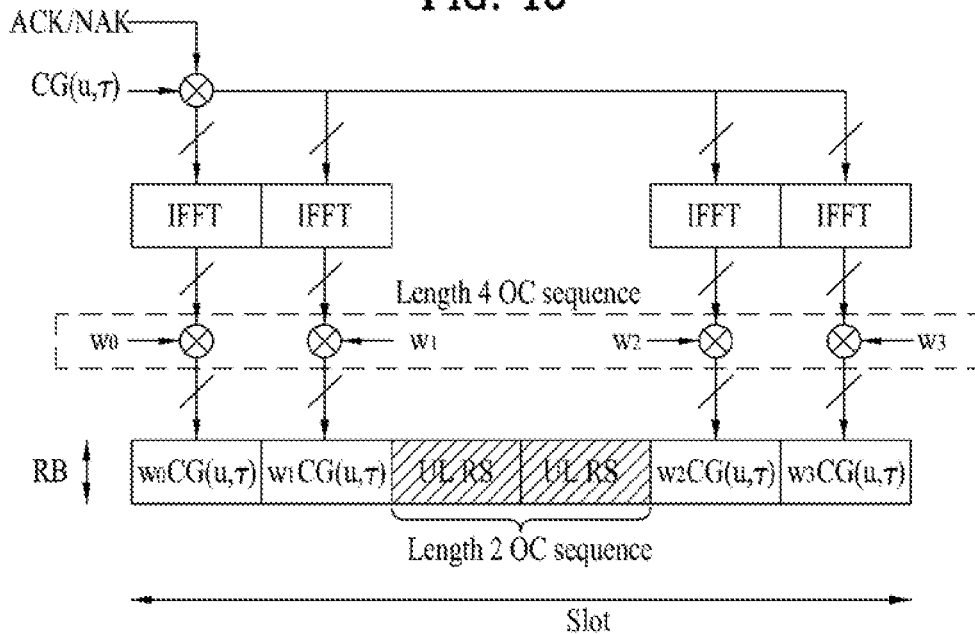 ACK/NAK
CG(u,τ)
IFFT IFFT IFFT IFFT
Length 4 OC sequence
w0 w1 w2 w3
RB
w0CG(u,τ) w1CG(u,τ) UL RS UL RS w2CG(u,τ) w3CG(u,τ)
Length 2 OC sequence
Slot